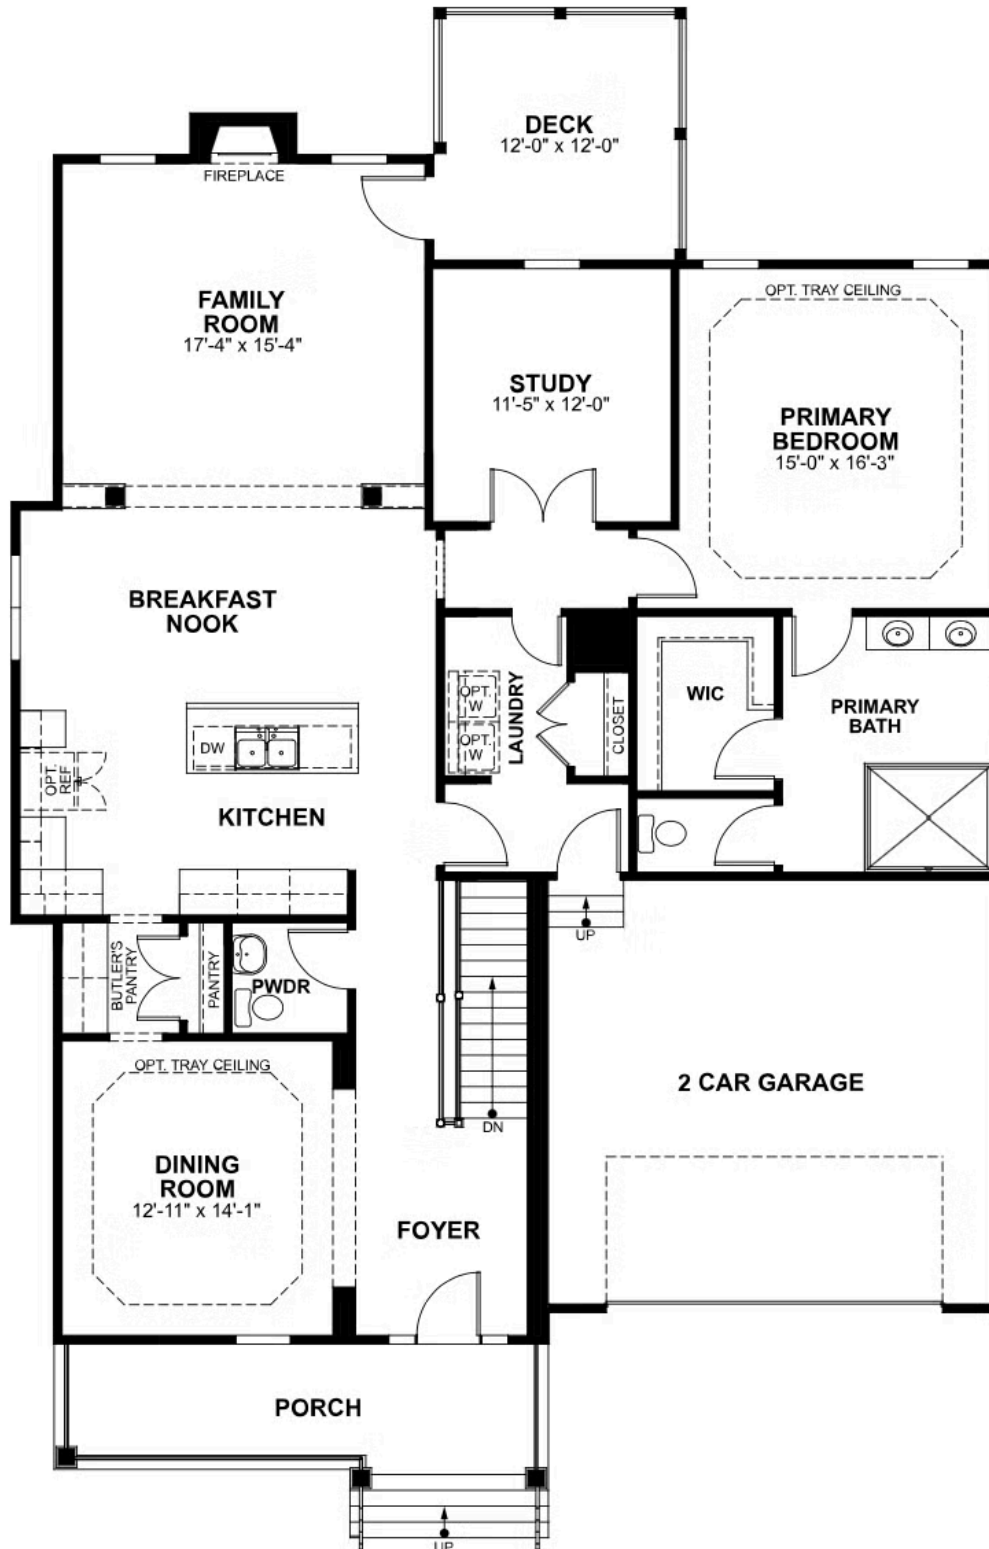 DECK
12'-0" x 12'-0"
FIREPLACE
FAMILY
ROOM
17'-4" x 15'-4"
OPT. TRAY CEILING
STUDY
11'-5" x 12'-0"
PRIMARY
BEDROOM
15'-0" x 16'-3"
BREAKFAST
NOOK
OPT.
W
OPT.
W
LAUNDRY
CLOSET
WIC
PRIMARY
BATH
DW
OPT.
REF
KITCHEN
UP
BUTLER'S
PANTRY
PANTRY
PWDR
OPT. TRAY CEILING
DINING
ROOM
12'-11" x 14'-1"
DN
2 CAR GARAGE
FOYER
PORCH
UP